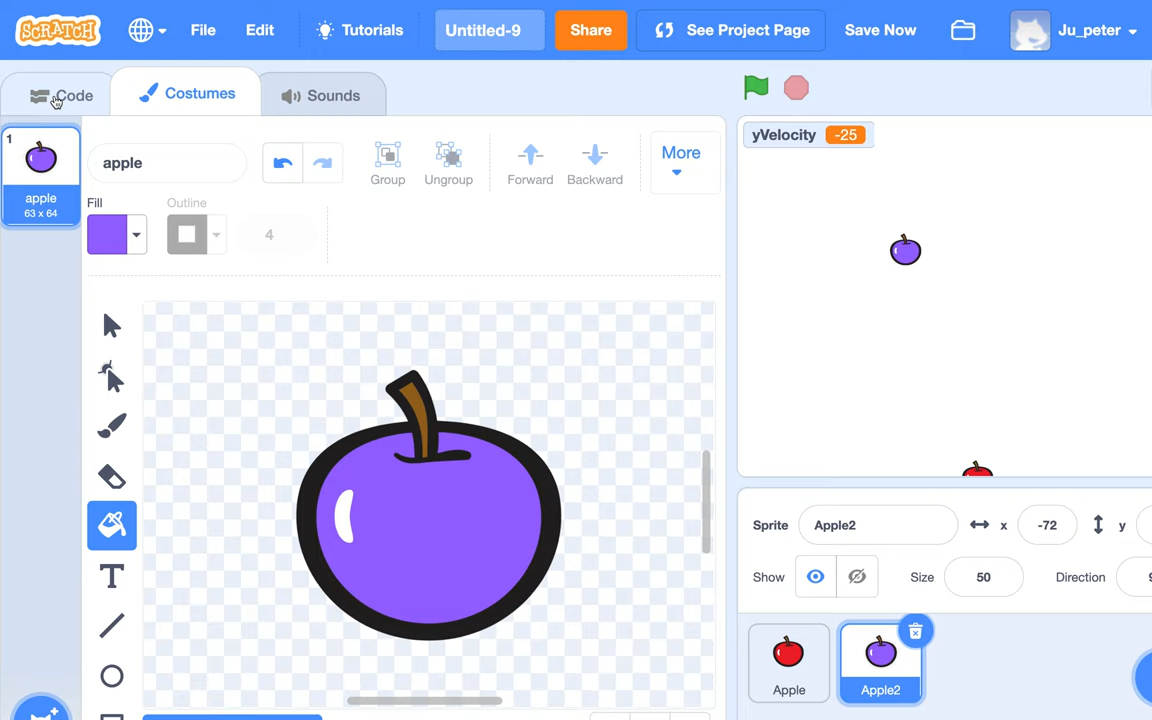 SCRATCH File Edit Tutorials Untitled-9 Share See Project Page Save Now Ju_peter
Code Costumes Sounds
1
apple
63 x 64
apple
Group Ungroup Forward Backward More
Fill Outline
4
T
yVelocity -25
Sprite Apple2 x -72 y
Show Size 50 Direction
Apple Apple2